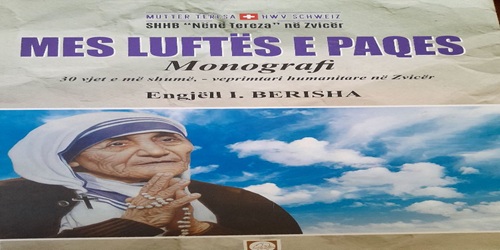 MUTTER TERESA HWV SCHWEIZ
SHHB "Nënë Tereza" në Zvicër
MES LUFTËS E PAQES
Monografi
30 vjet e më shumë, - veprimtari humanitare në Zvicër
Engjëll I. BERISHA